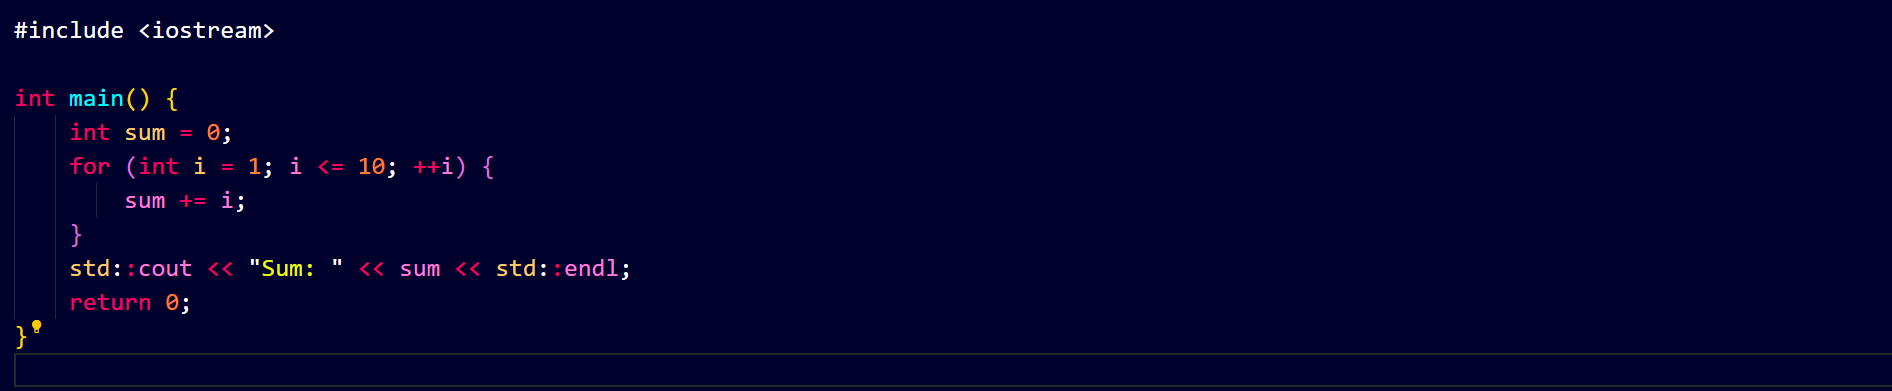 #include <iostream>

int main() {
    int sum = 0;
    for (int i = 1; i <= 10; ++i) {
        sum += i;
    }
    std::cout << "Sum: " << sum << std::endl;
    return 0;
}